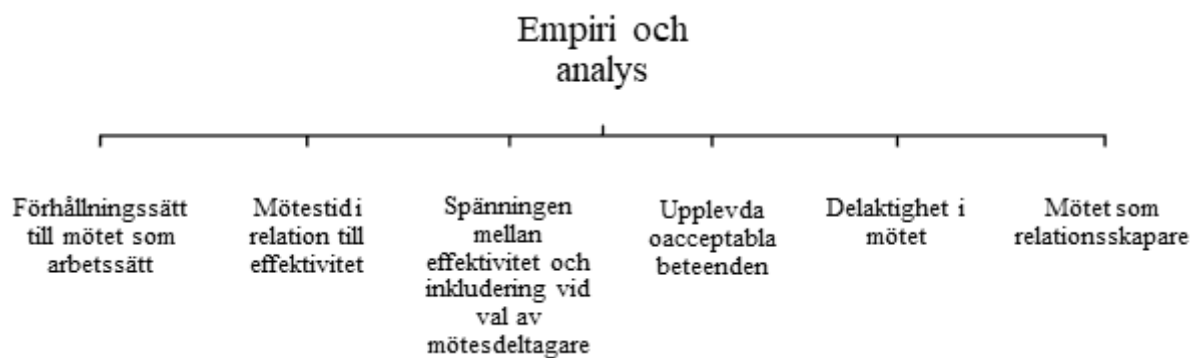 Empiri och
analys
Förhållningssätt
till mötet som
arbetssätt
Mötestid i
relation till
effektivitet
Spänningen
mellan
effektivitet och
inkludering vid
val av
mötesdeltagare
Upplevda
oacceptabla
beteenden
Delaktighet i
mötet
Mötet som
relationsskapare